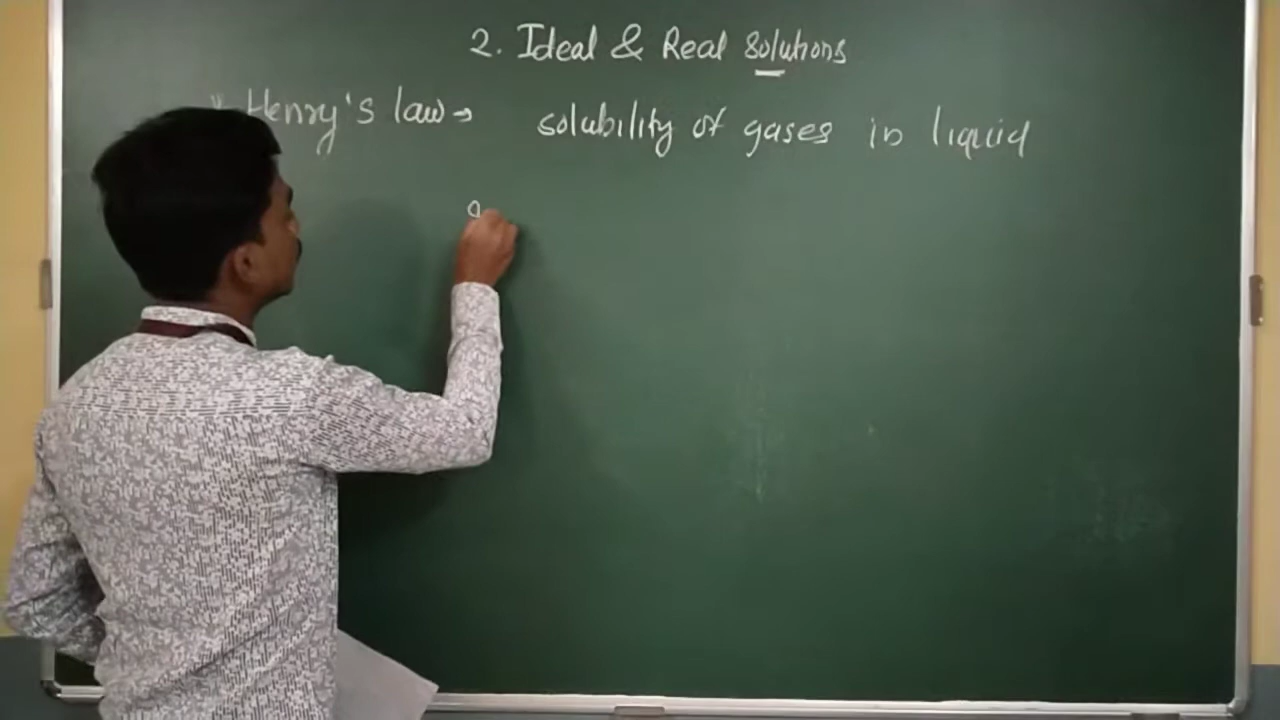 2. Ideal & Real Solutions
Henry's law → solubility of gases in liquid